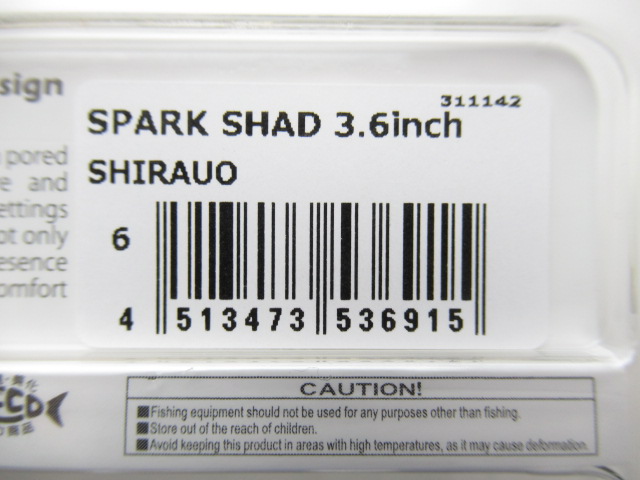 sign
pored
e and
ettings
ot only
esence
omfort
311142
SPARK SHAD 3.6inch
SHIRAUO
6
4 513473 536915
CAUTION!
■Fishing equipment should not be used for any purposes other than fishing.
■Store out of the reach of children.
■Avoid keeping this product in areas with high temperatures, as it may cause deformation.